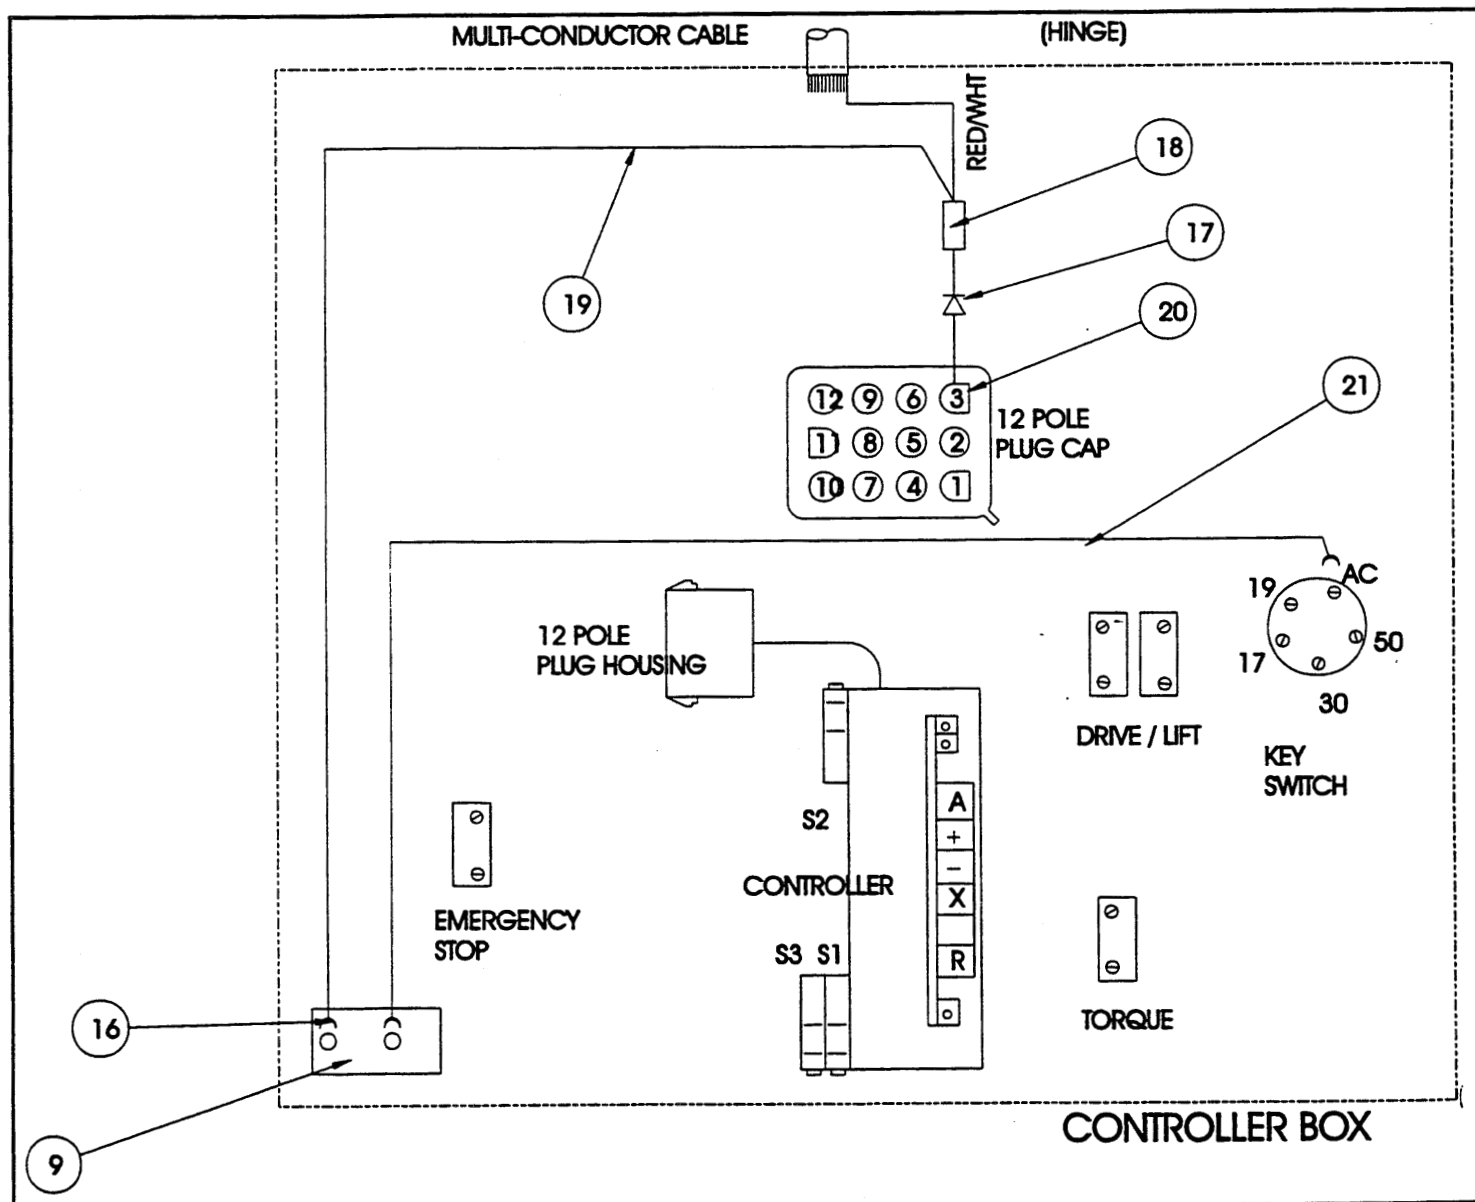 MULTI-CONDUCTOR CABLE
(HINGE)
RED/WHT
18
17
19
20
21
12 9 6 3
11 8 5 2
10 7 4 1
12 POLE
PLUG CAP
19
AC
50
17
30
KEY
SWITCH
12 POLE
PLUG HOUSING
DRIVE / LIFT
S2
A
+
-
X
R
CONTROLLER
EMERGENCY
STOP
S3 S1
TORQUE
16
9
CONTROLLER BOX